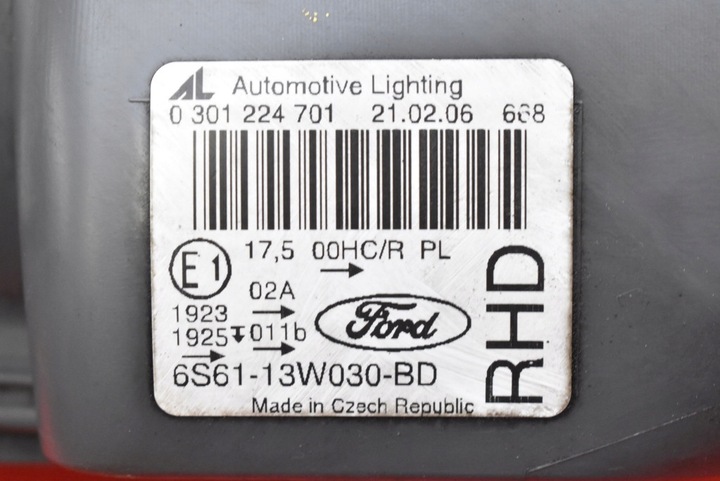 AL Automotive Lighting
0 301 224 701 21.02.06 668
E1 17,5 00HC/R PL
02A
1923
1925 011b
Ford
6S61-13W030-BD
Made in Czech Republic
RHD